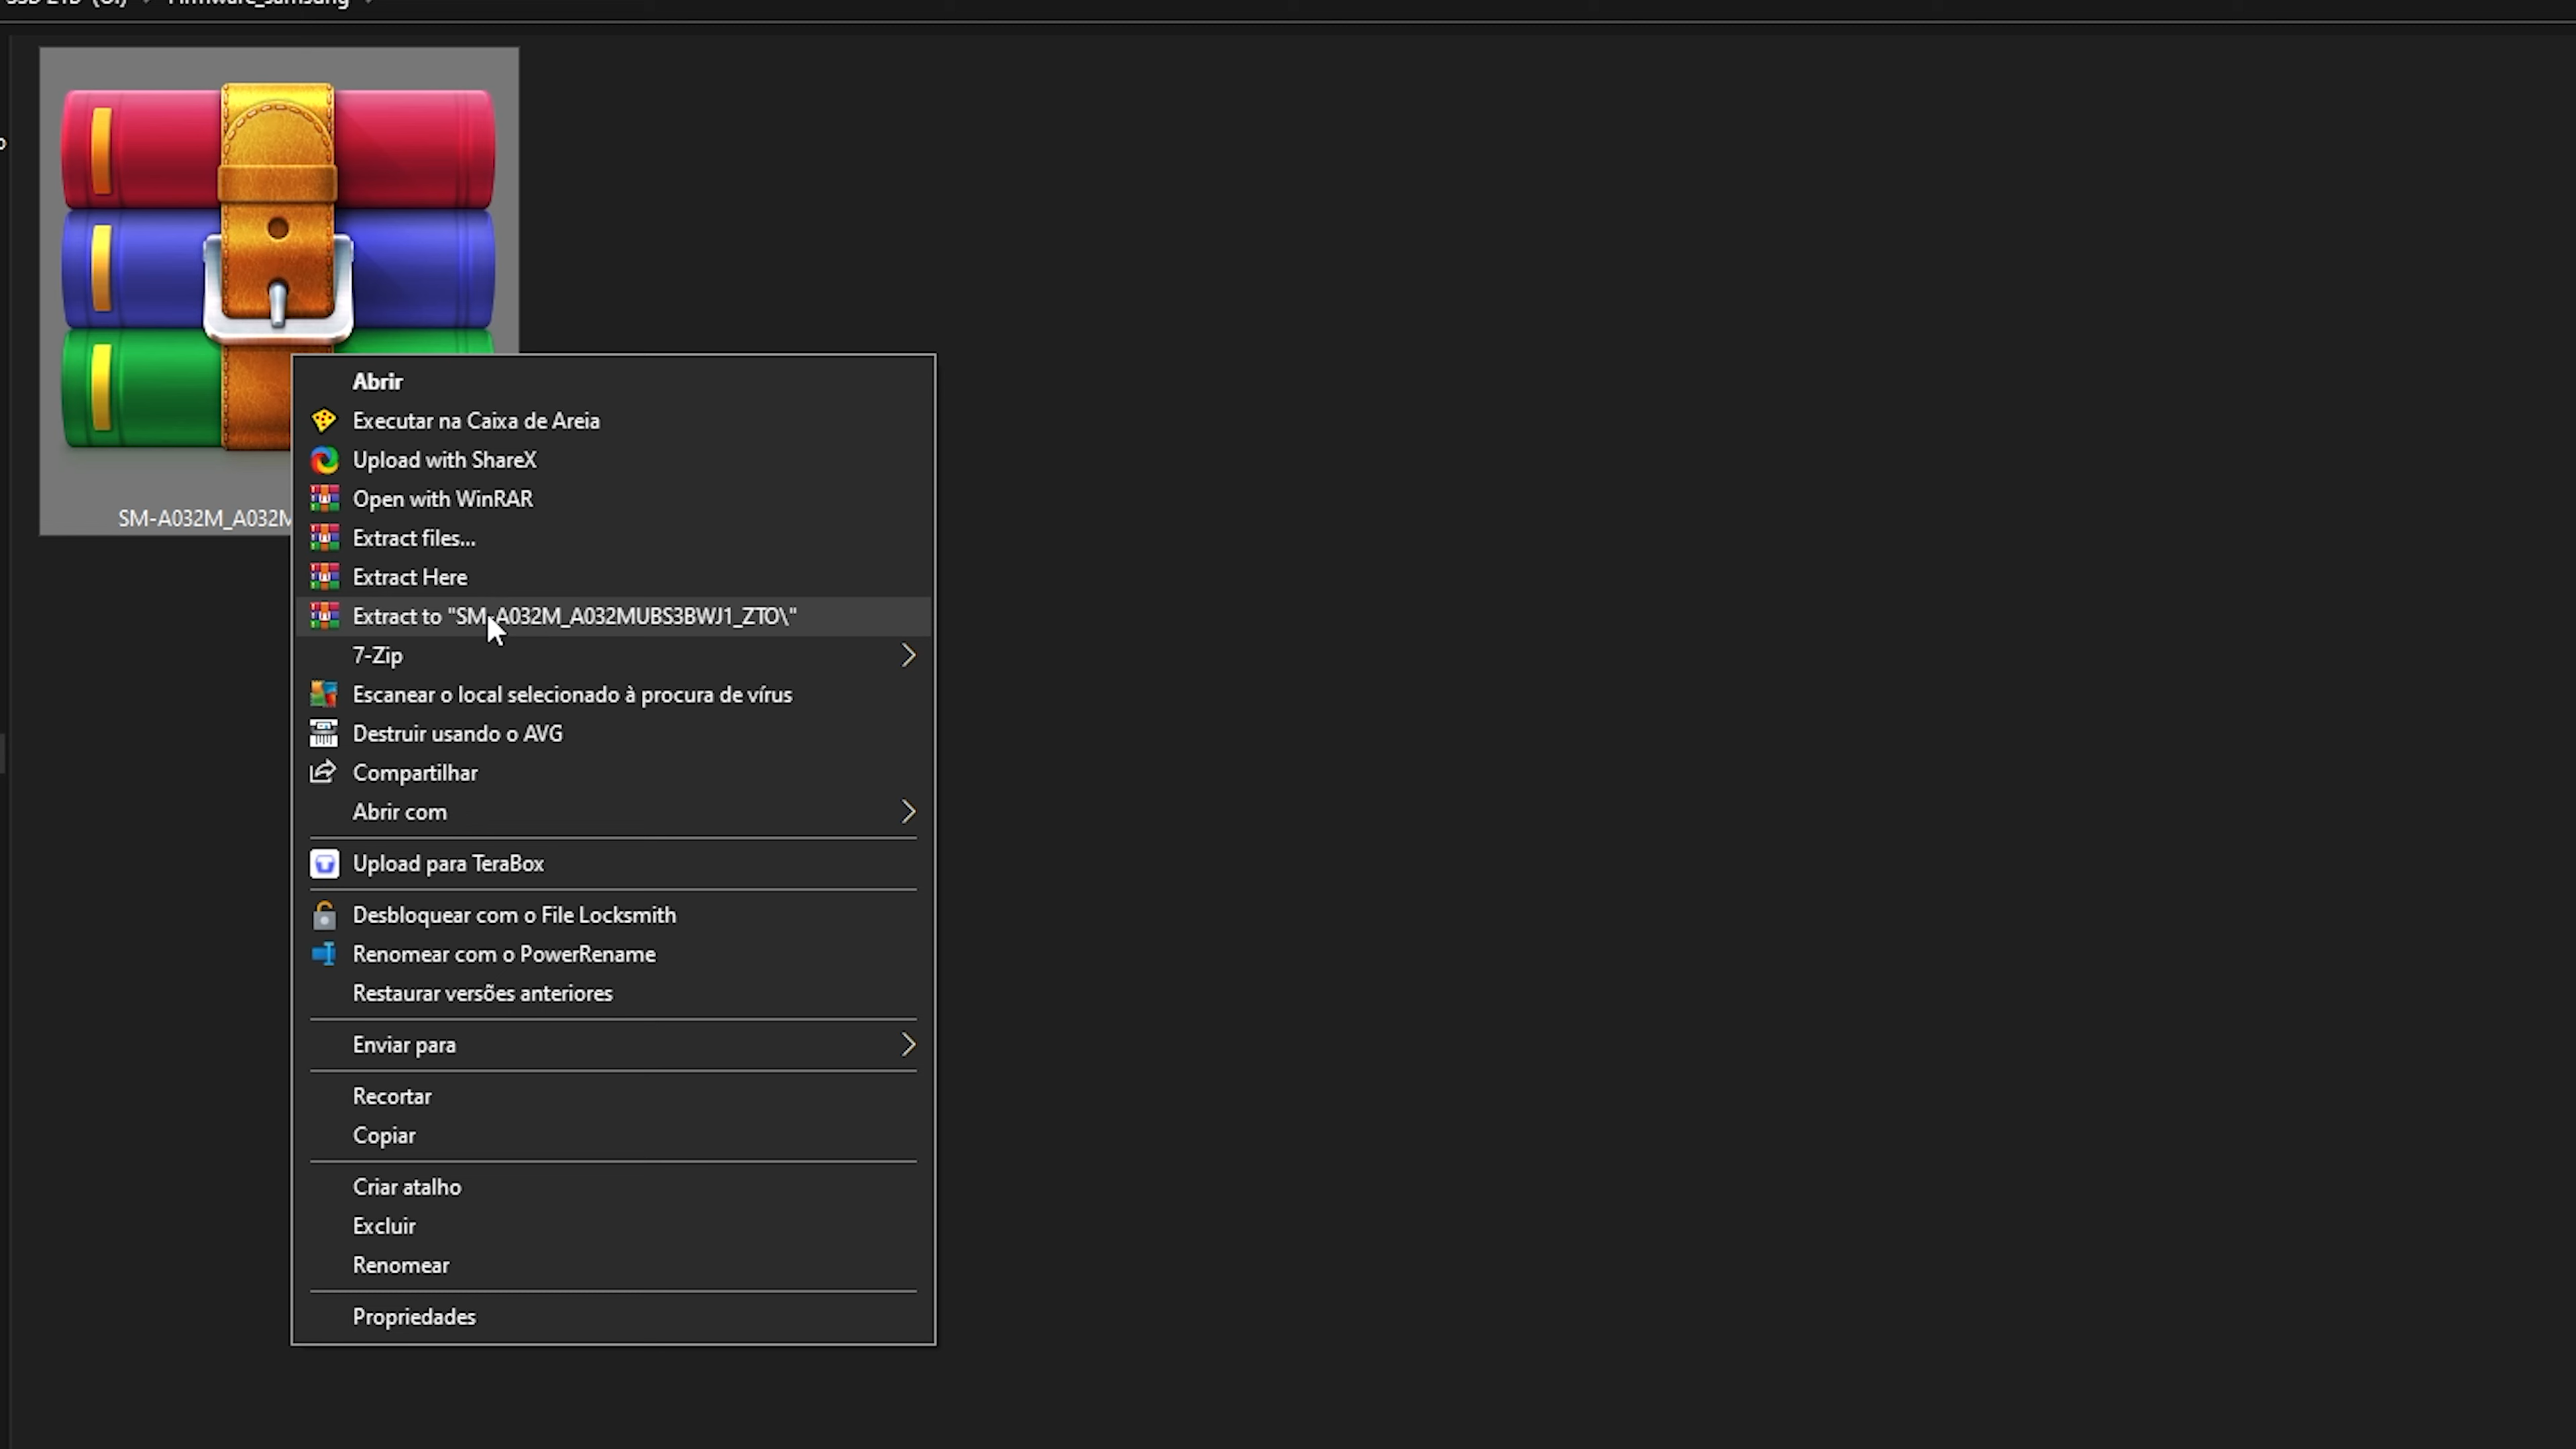 Firmware_samsung
SM-A032M_A032M
Abrir
Executar na Caixa de Areia
Upload with ShareX
Open with WinRAR
Extract files...
Extract Here
Extract to "SM-A032M_A032MUBS3BWJ1_ZTO\"
7-Zip
Escanear o local selecionado à procura de vírus
Destruir usando o AVG
Compartilhar
Abrir com
Upload para TeraBox
Desbloquear com o File Locksmith
Renomear com o PowerRename
Restaurar versões anteriores
Enviar para
Recortar
Copiar
Criar atalho
Excluir
Renomear
Propriedades